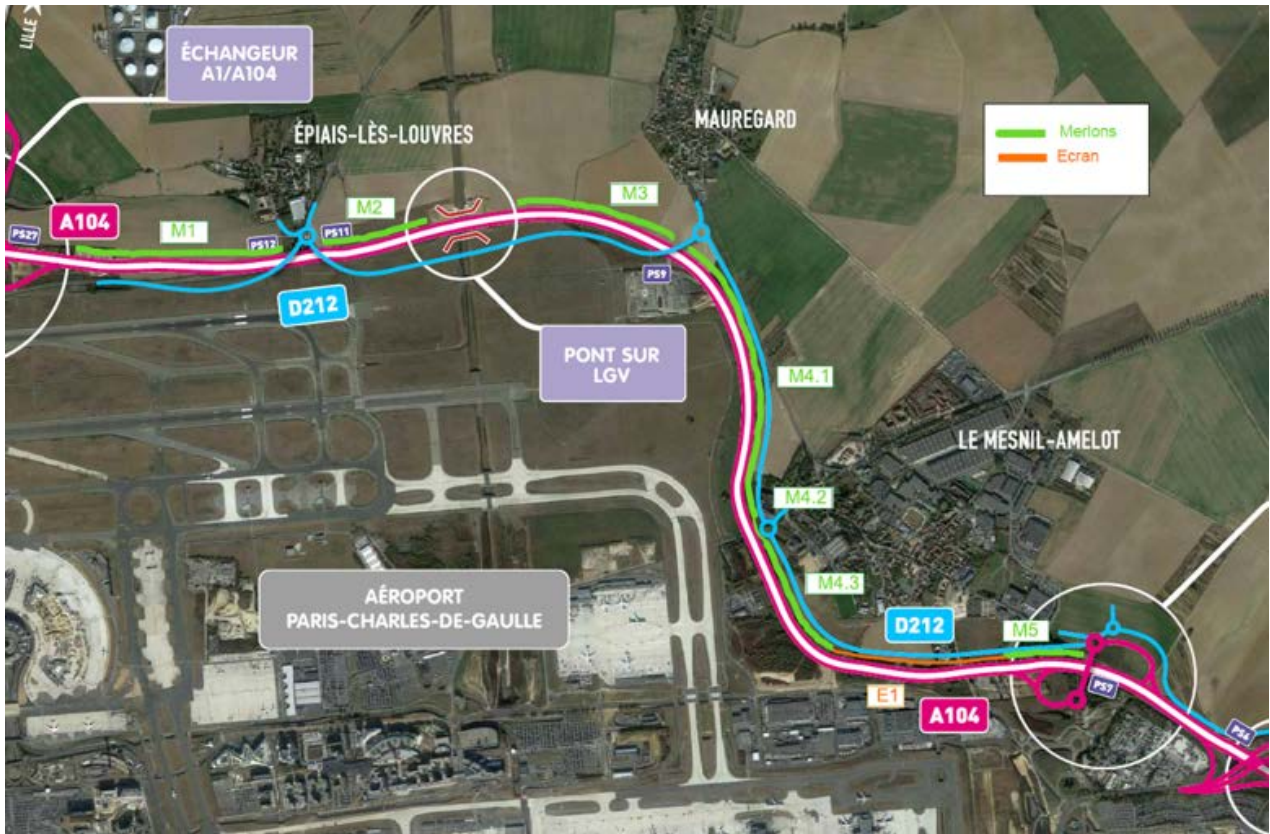 LILLE
ÉCHANGEUR
A1/A104
ÉPIAIS-LÈS-LOUVRES
MAUREGARD
Merlons
Ecran
A104
PS27
M1
PS12
M2
PS11
M3
PS9
D212
PONT SUR
LGV
M4.1
LE MESNIL-AMELOT
M4.2
M4.3
AÉROPORT
PARIS-CHARLES-DE-GAULLE
D212
M5
E1
A104
PS7
PS6